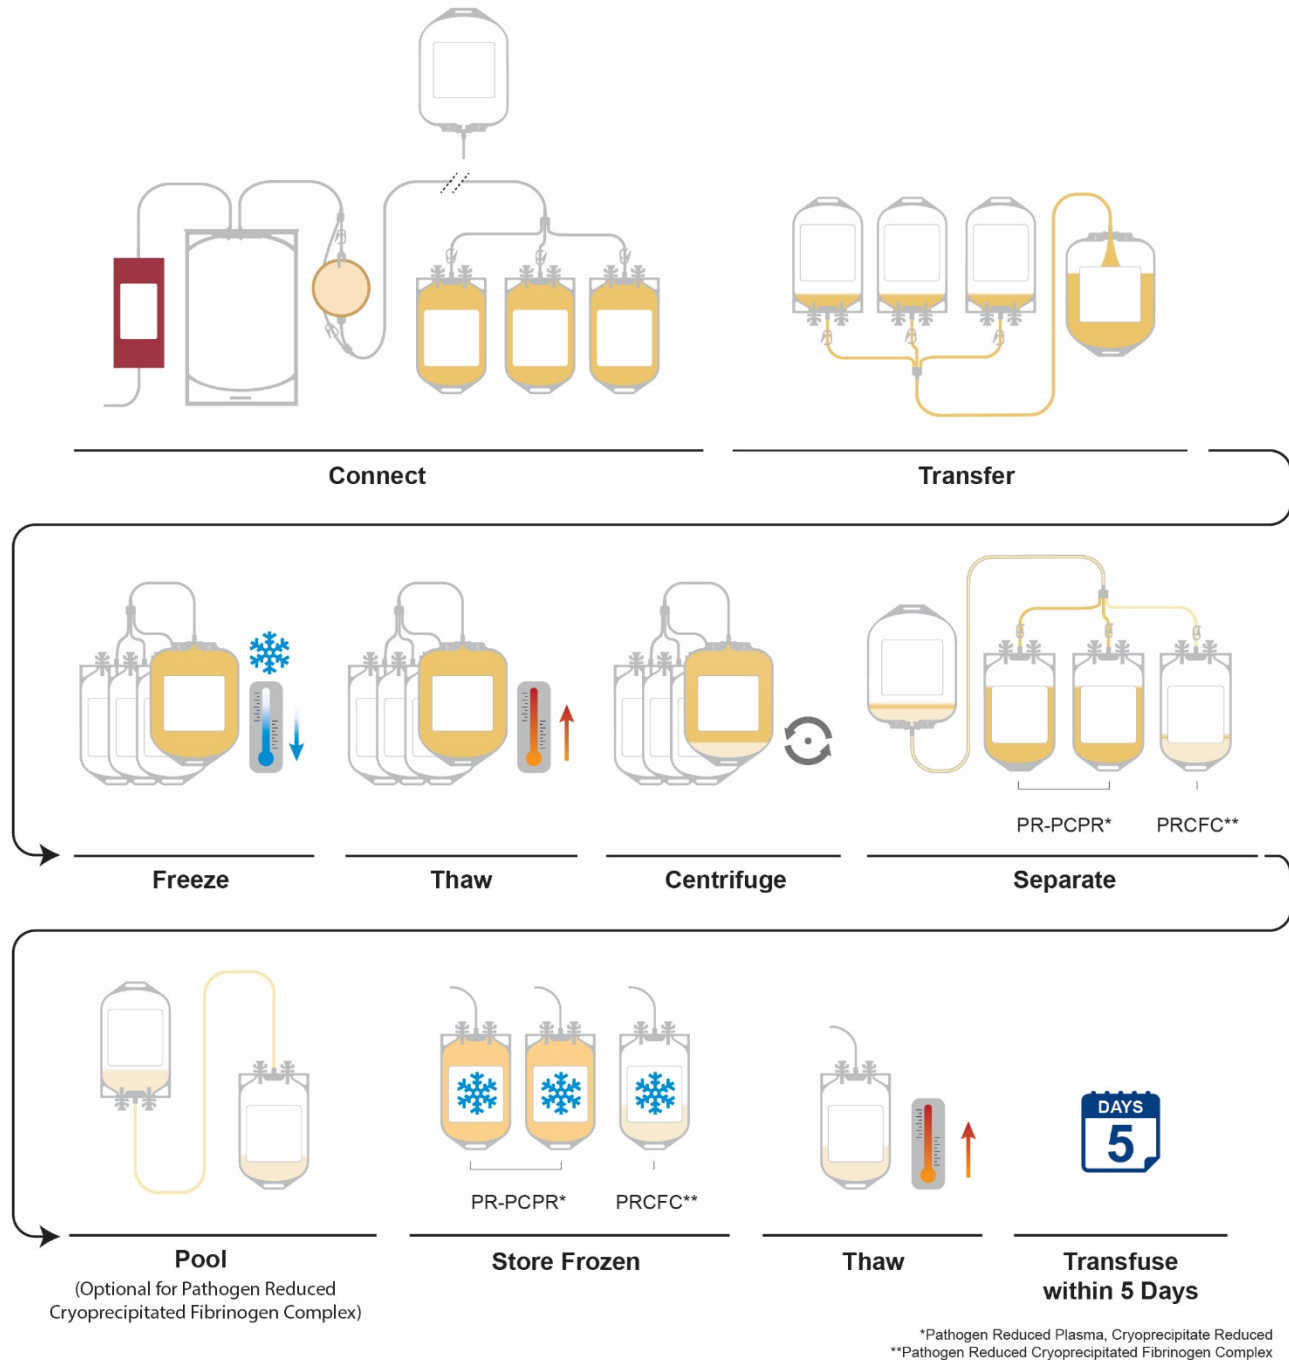 Connect
Transfer
PR-PCPR*
PRCFC**
Freeze
Thaw
Centrifuge
Separate
PR-PCPR*
PRCFC**
DAYS
5
Pool
(Optional for Pathogen Reduced
Cryoprecipitated Fibrinogen Complex)
Store Frozen
Thaw
Transfuse
within 5 Days
*Pathogen Reduced Plasma, Cryoprecipitate Reduced
**Pathogen Reduced Cryoprecipitated Fibrinogen Complex